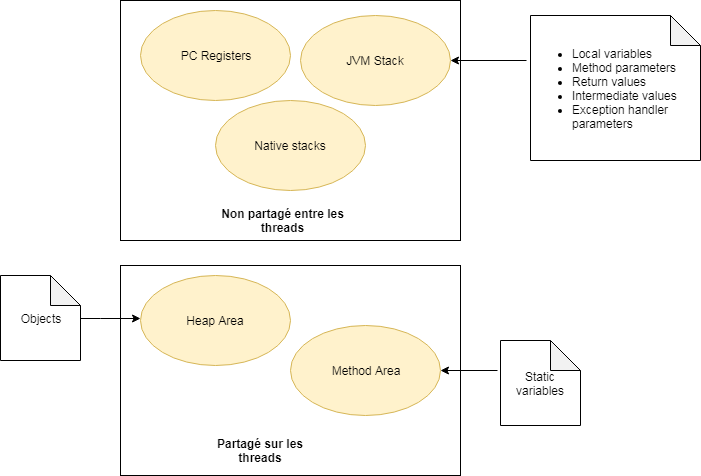 PC Registers
JVM Stack
Native stacks
Non partagé entre les
threads
Local variables
Method parameters
Return values
Intermediate values
Exception handler
parameters
Objects
Heap Area
Method Area
Partagé sur les
threads
Static
variables